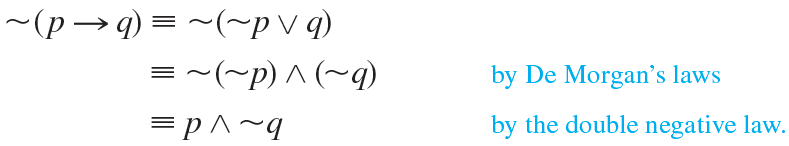 ~(p → q) ≡ ~(~p ∨ q)
≡ ~(~p) ∧ (~q) by De Morgan’s laws
≡ p ∧ ~q by the double negative law.